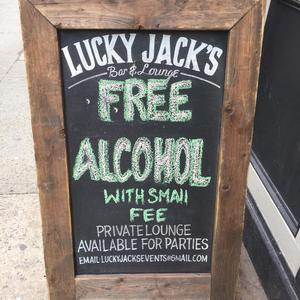 LUCKY JACK'S
Bar & Lounge
FREE
ALCOHOL
WITH SMALL
FEE
PRIVATE LOUNGE
AVAILABLE FOR PARTIES
EMAIL: LUCKYJACKSEVENTS@GMAIL.COM